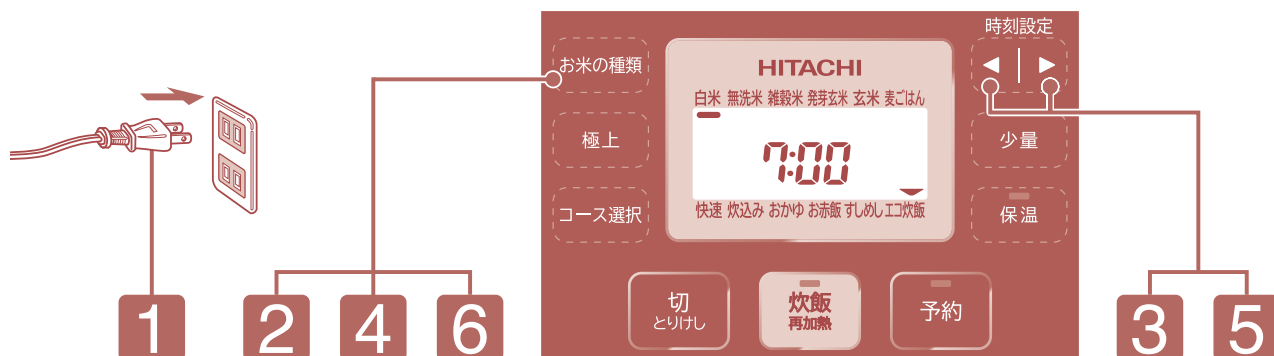 時刻設定
お米の種類
HITACHI
白米 無洗米 雑穀米 発芽玄米 玄米 麦ごはん
極上
7:00
少量
コース選択
快速 炊込み おかゆ お赤飯 すしめし エコ炊飯
保温
切
とりけし
炊飯
再加熱
予約
1 2 4 6 3 5